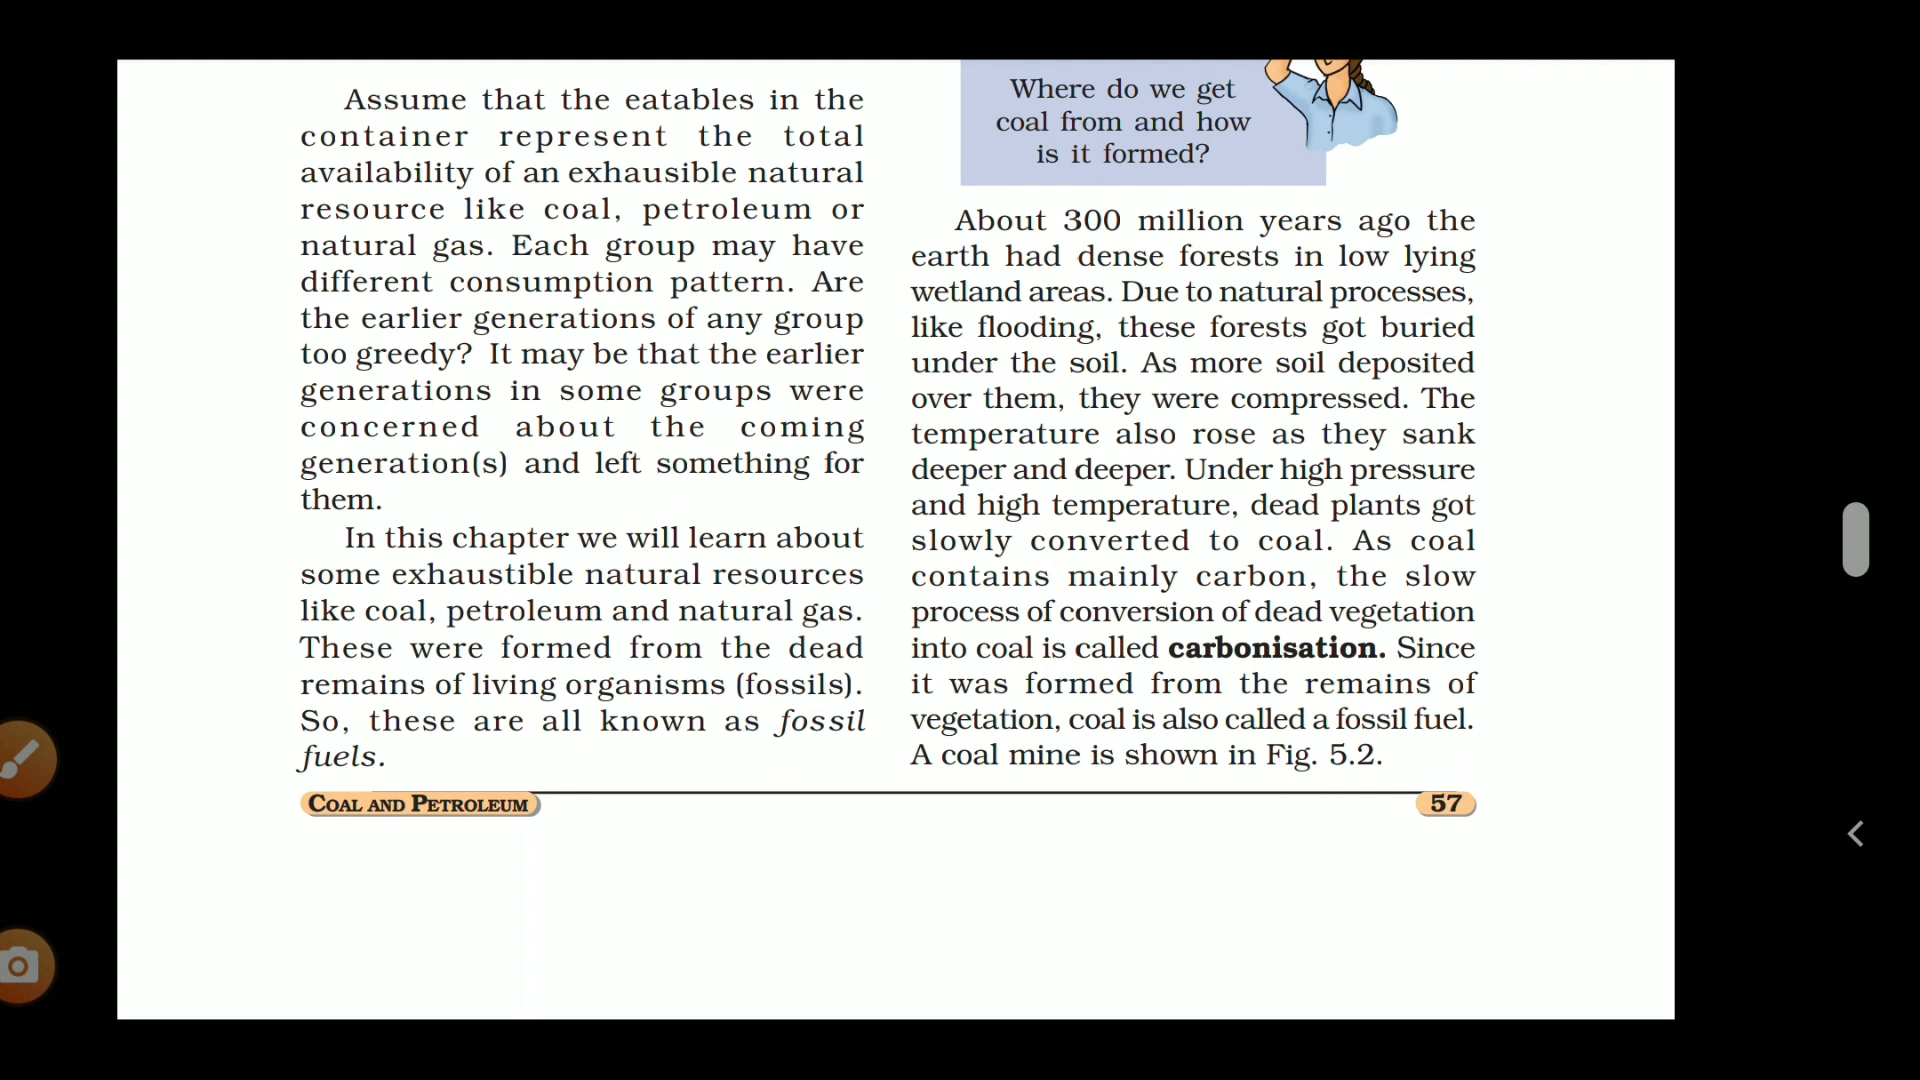 Assume that the eatables in the
container represent the total
availability of an exhausible natural
resource like coal, petroleum or
natural gas. Each group may have
different consumption pattern. Are
the earlier generations of any group
too greedy? It may be that the earlier
generations in some groups were
concerned about the coming
generation(s) and left something for
them.
In this chapter we will learn about
some exhaustible natural resources
like coal, petroleum and natural gas.
These were formed from the dead
remains of living organisms (fossils).
So, these are all known as fossil
fuels.
Where do we get
coal from and how
is it formed?
About 300 million years ago the
earth had dense forests in low lying
wetland areas. Due to natural processes,
like flooding, these forests got buried
under the soil. As more soil deposited
over them, they were compressed. The
temperature also rose as they sank
deeper and deeper. Under high pressure
and high temperature, dead plants got
slowly converted to coal. As coal
contains mainly carbon, the slow
process of conversion of dead vegetation
into coal is called carbonisation. Since
it was formed from the remains of
vegetation, coal is also called a fossil fuel.
A coal mine is shown in Fig. 5.2.
COAL AND PETROLEUM
57